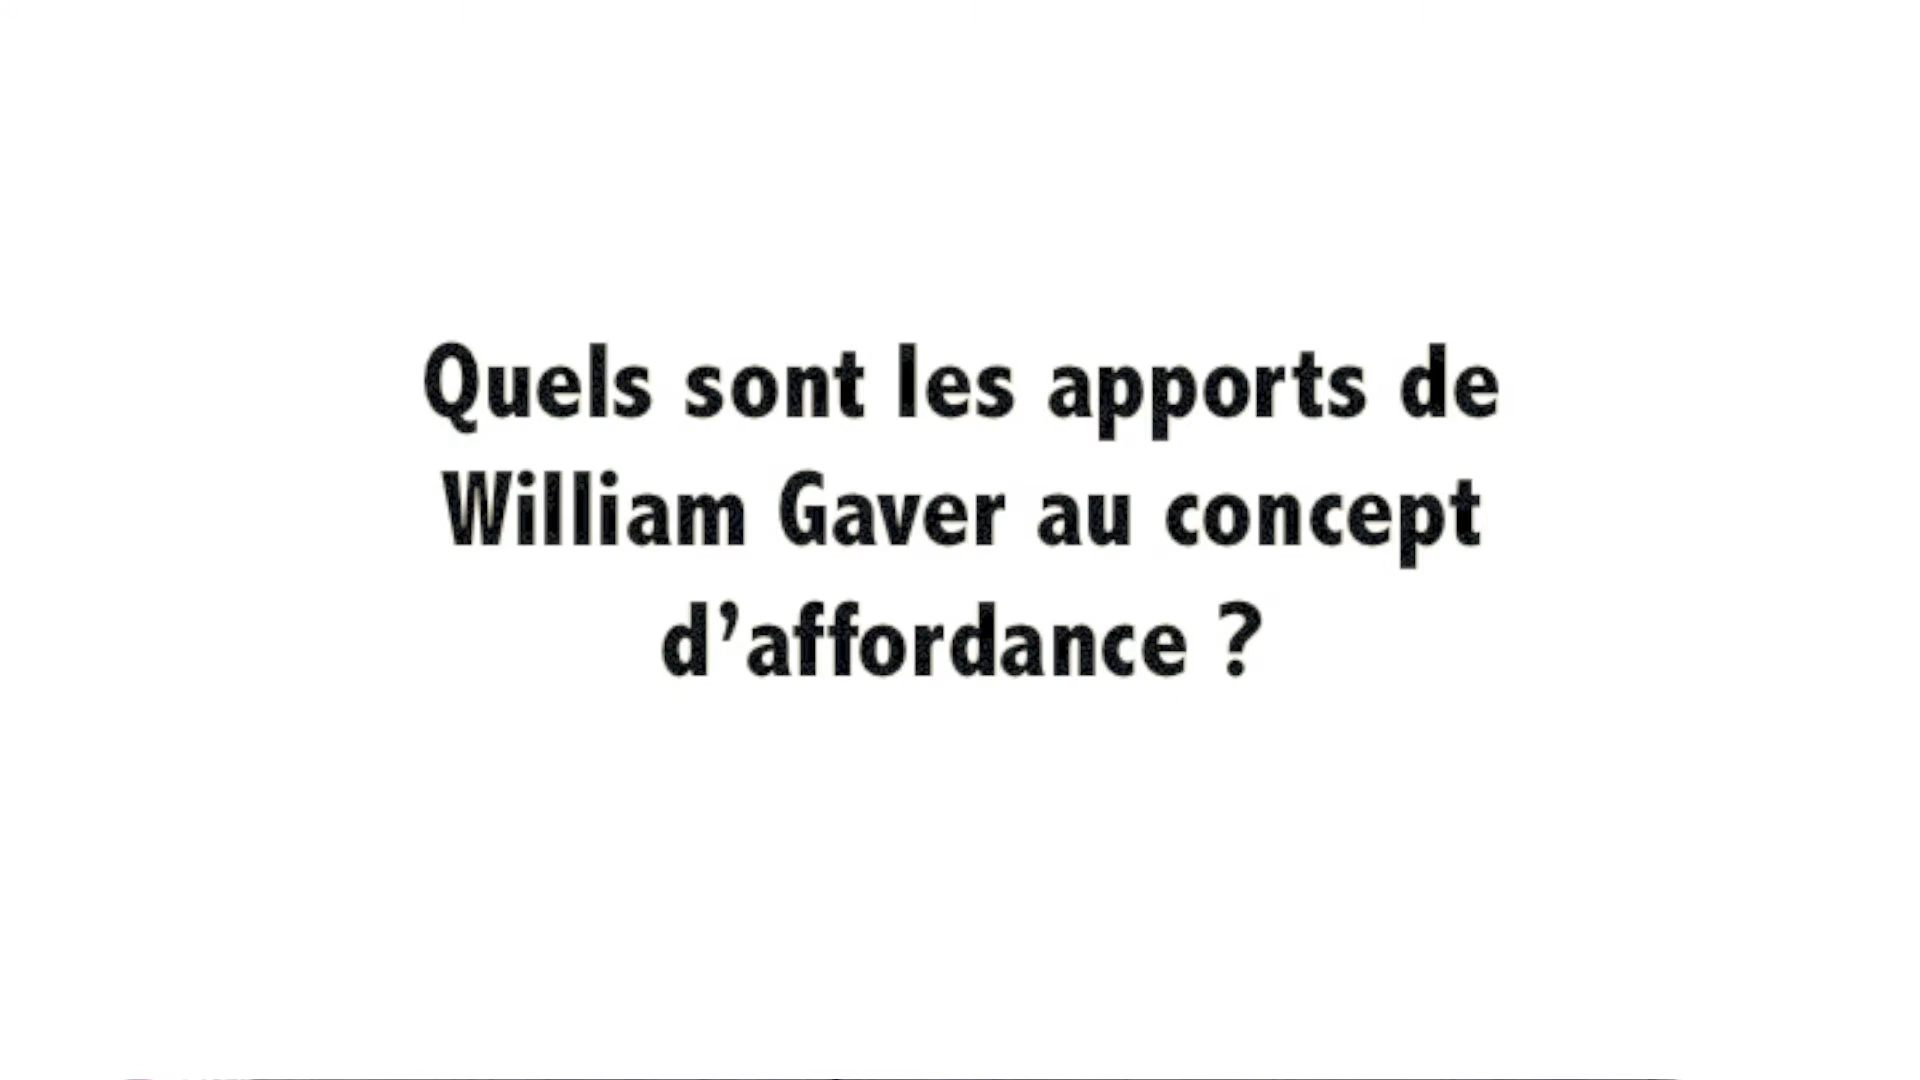 Quels sont les apports de
William Gaver au concept
d’affordance ?